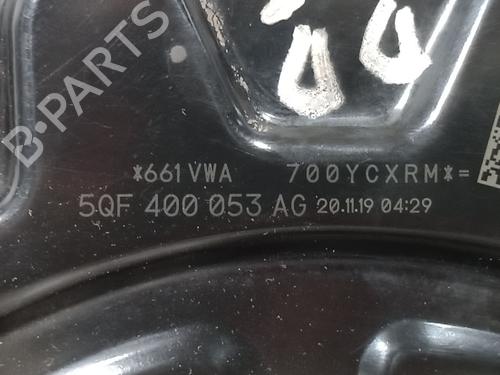 B-PARTS
*661 VWA 700YCXRM*=
5QF 400 053 AG 20.11.19 04:29